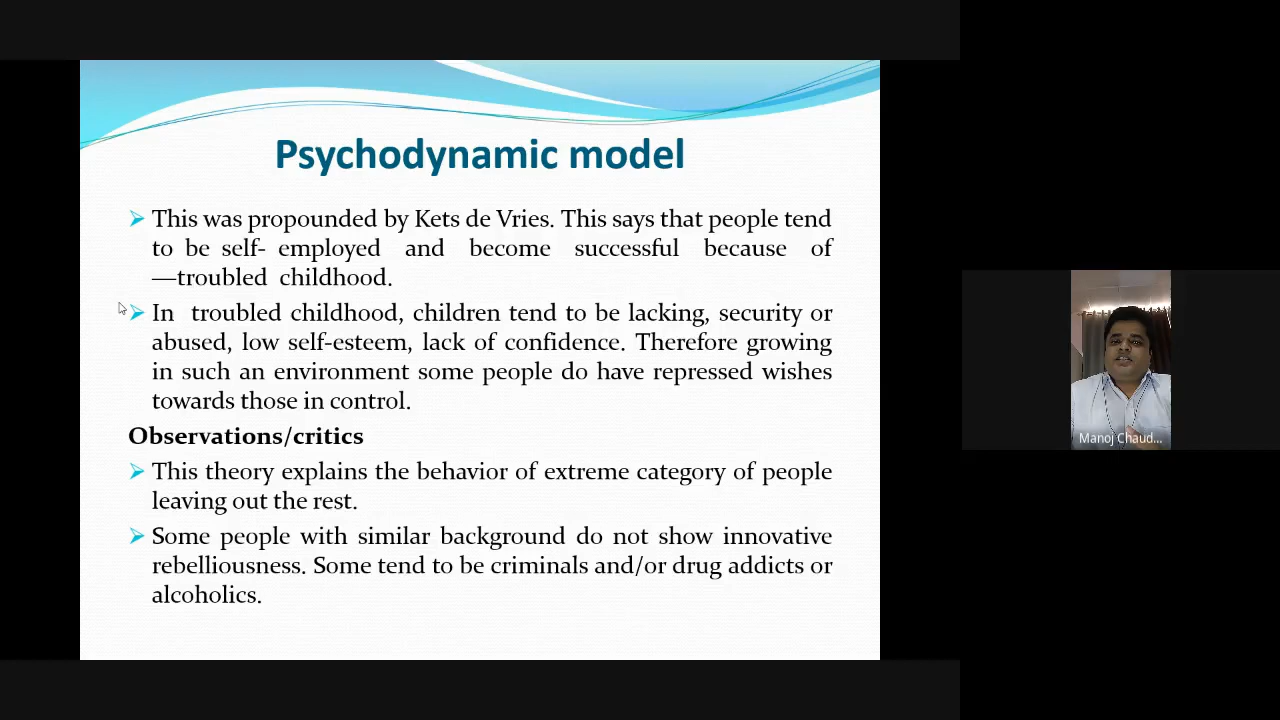 Psychodynamic model
This was propounded by Kets de Vries. This says that people tend
to be self- employed and become successful because of
—troubled childhood.
In troubled childhood, children tend to be lacking, security or
abused, low self-esteem, lack of confidence. Therefore growing
in such an environment some people do have repressed wishes
towards those in control.
Observations/critics
This theory explains the behavior of extreme category of people
leaving out the rest.
Some people with similar background do not show innovative
rebelliousness. Some tend to be criminals and/or drug addicts or
alcoholics.
Manoj Chaud...